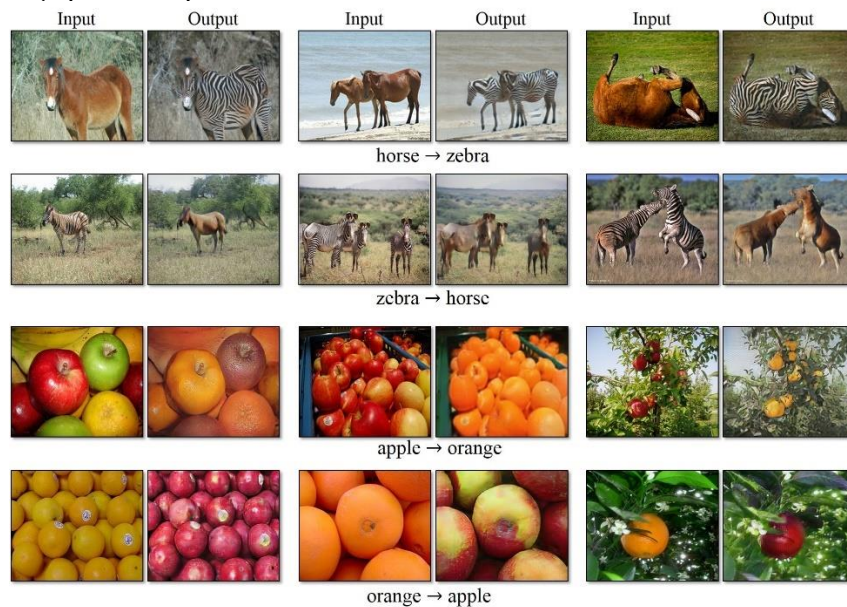 Input Output Input Output Input Output
horse → zebra
zebra → horse
apple → orange
orange → apple